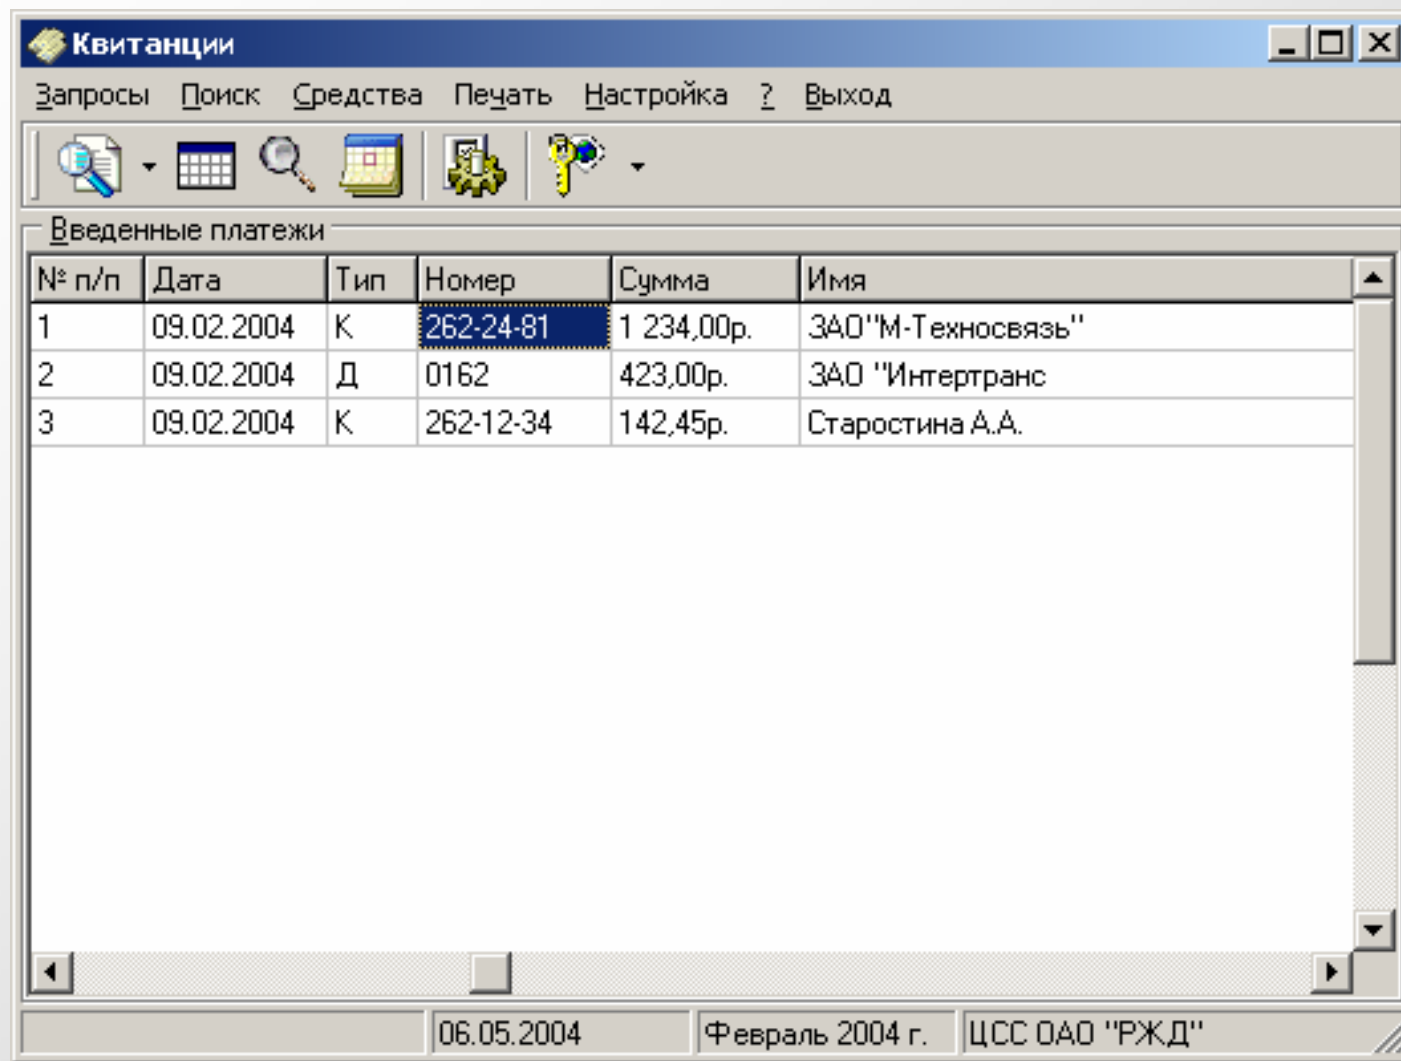 Квитанции
Запросы Поиск Средства Печать Настройка ? Выход
Введенные платежи
№ п/п Дата Тип Номер Сумма Имя
1 09.02.2004 К 262-24-81 1 234,00р. ЗАО"М-Техносвязь"
2 09.02.2004 Д 0162 423,00р. ЗАО "Интертранс
3 09.02.2004 К 262-12-34 142,45р. Старостина А.А.
06.05.2004 Февраль 2004 г. ЦСС ОАО "РЖД"